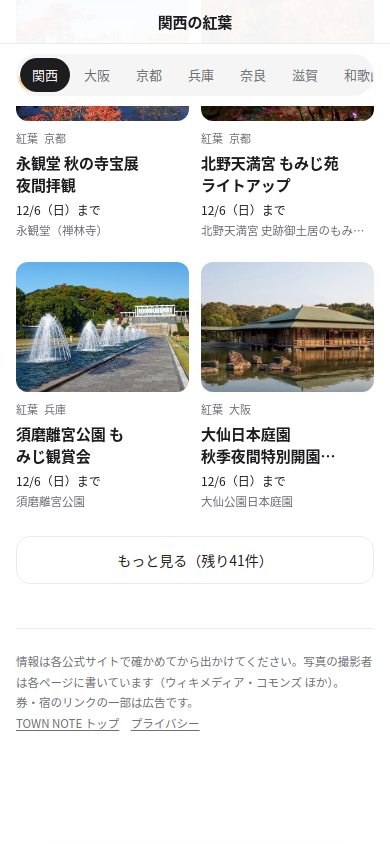 関西の紅葉
関西 大阪 京都 兵庫 奈良 滋賀 和歌
紅葉 京都
永観堂 秋の寺宝展
夜間拝観
12/6（日）まで
永観堂（禅林寺）
紅葉 京都
北野天満宮 もみじ苑
ライトアップ
12/6（日）まで
北野天満宮 史跡御土居のもみ…
紅葉 兵庫
須磨離宮公園 も
みじ観賞会
12/6（日）まで
須磨離宮公園
紅葉 大阪
大仙日本庭園
秋季夜間特別開園…
12/6（日）まで
大仙公園日本庭園
もっと見る（残り41件）
情報は各公式サイトで確かめてから出かけてください。写真の撮影者
は各ページに書いています（ウィキメディア・コモンズ ほか）。
券・宿のリンクの一部は広告です。
TOWN NOTE トップ プライバシー